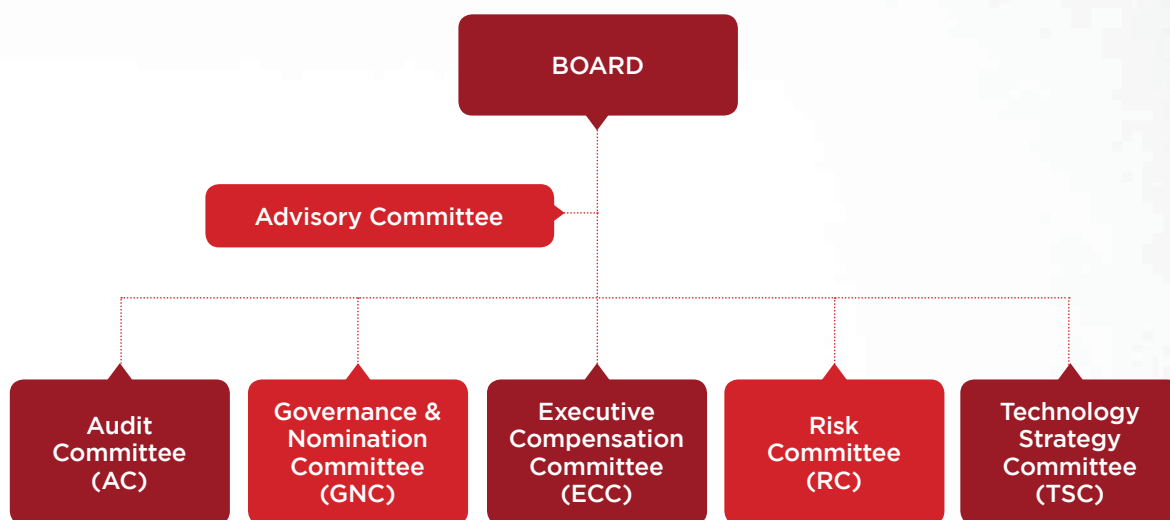 BOARD
Advisory Committee
Audit
Committee
(AC)
Governance &
Nomination
Committee
(GNC)
Executive
Compensation
Committee
(ECC)
Risk
Committee
(RC)
Technology
Strategy
Committee
(TSC)